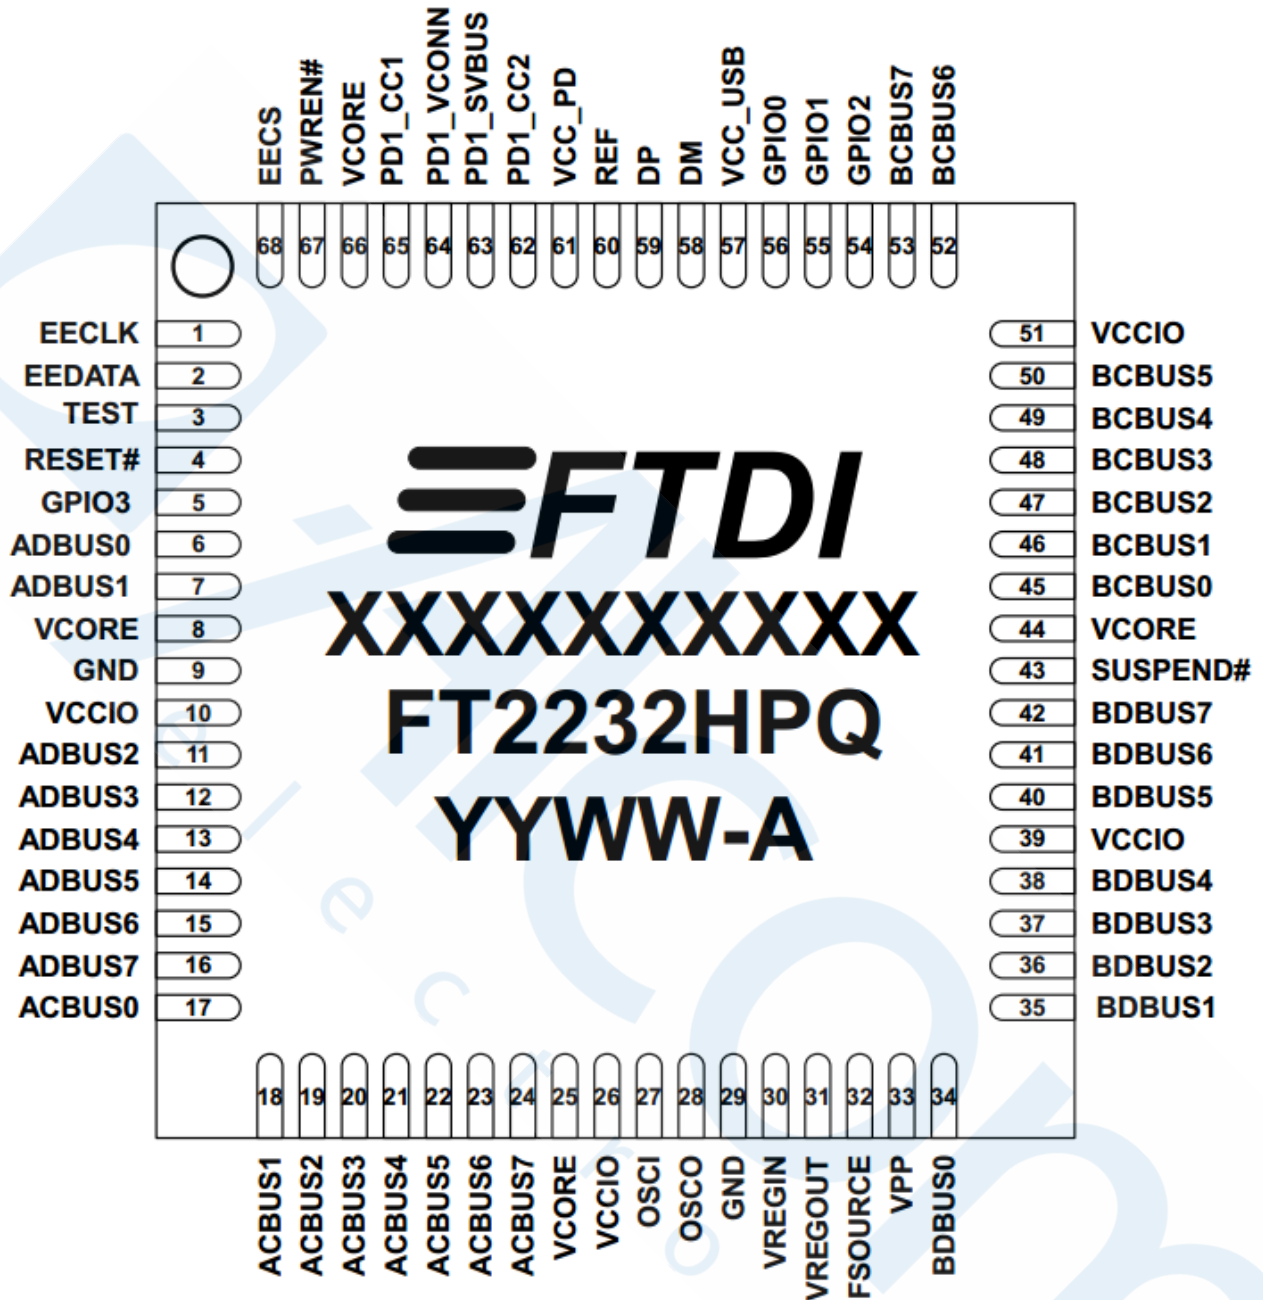 EECS
PWREN#
VCORE
PD1_CC1
PD1_VCONN
PD1_SVBUS
PD1_CC2
VCC_PD
REF
DP
DM
VCC_USB
GPIO0
GPIO1
GPIO2
BCBUS7
BCBUS6
68 67 66 65 64 63 62 61 60 59 58 57 56 55 54 53 52
EECLK 1
EEDATA 2
TEST 3
RESET# 4
GPIO3 5
ADBUS0 6
ADBUS1 7
VCORE 8
GND 9
VCCIO 10
ADBUS2 11
ADBUS3 12
ADBUS4 13
ADBUS5 14
ADBUS6 15
ADBUS7 16
ACBUS0 17
FTDI
XXXXXXXXXX
FT2232HPQ
YYWW-A
51 VCCIO
50 BCBUS5
49 BCBUS4
48 BCBUS3
47 BCBUS2
46 BCBUS1
45 BCBUS0
44 VCORE
43 SUSPEND#
42 BDBUS7
41 BDBUS6
40 BDBUS5
39 VCCIO
38 BDBUS4
37 BDBUS3
36 BDBUS2
35 BDBUS1
18 19 20 21 22 23 24 25 26 27 28 29 30 31 32 33 34
ACBUS1
ACBUS2
ACBUS3
ACBUS4
ACBUS5
ACBUS6
ACBUS7
VCORE
VCCIO
OSCI
OSCO
GND
VREGIN
VREGOUT
FSOURCE
VPP
BDBUS0